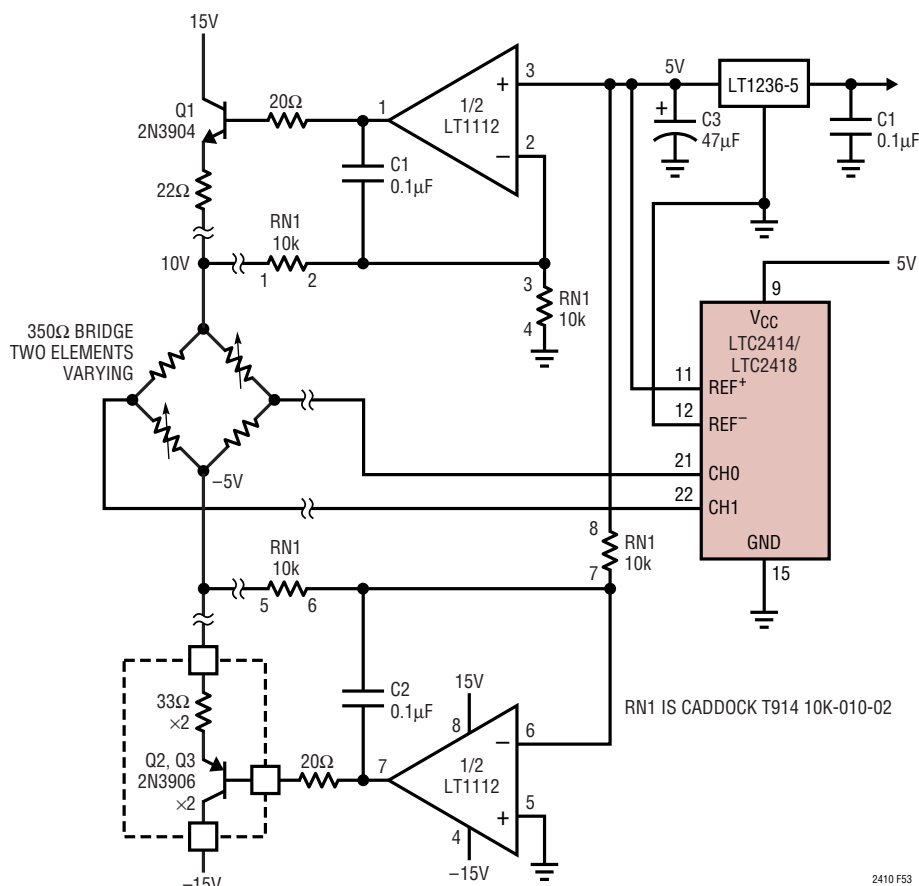 15V
Q1
2N3904
20Ω
1
1/2
LT1112
+
3
−
2
5V
LT1236-5
+
C3
47µF
C1
0.1µF
C1
0.1µF
22Ω
RN1
10k
10V
1
2
3
4
RN1
10k
5V
9
VCC
LTC2414/
LTC2418
11
REF+
12
REF−
21
CH0
22
CH1
GND
15
350Ω BRIDGE
TWO ELEMENTS
VARYING
−5V
8
7
RN1
10k
RN1
10k
5
6
C2
0.1µF
15V
8
RN1 IS CADDOCK T914 10K-010-02
33Ω
×2
Q2, Q3
2N3906
×2
20Ω
7
1/2
LT1112
−
6
+
5
4
−15V
−15V
2410 F53